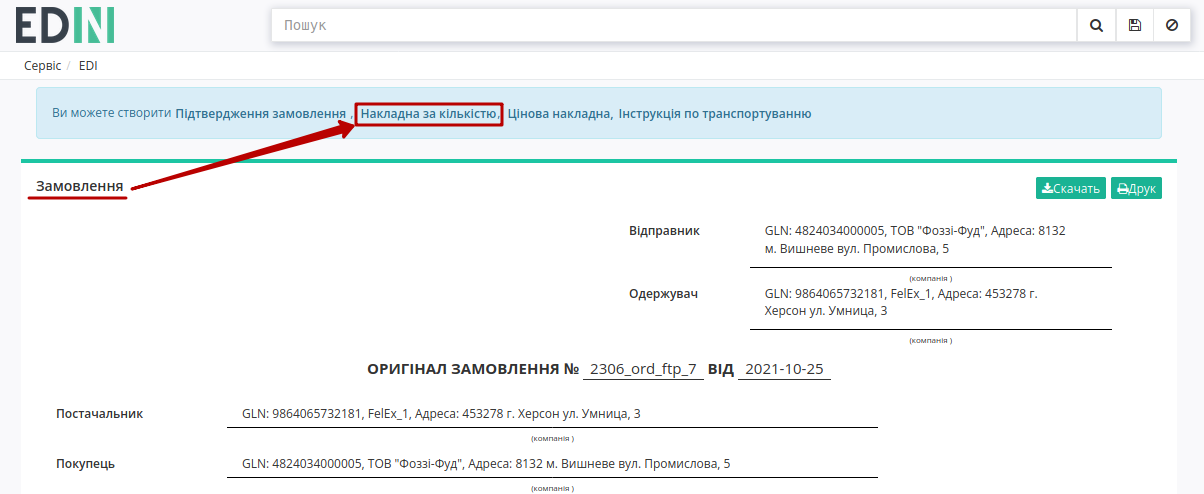 EDIN
Пошук
Сервіс / EDI
Ви можете створити Підтвердження замовлення , Накладна за кількістю, Цінова накладна, Інструкція по транспортуванню
Замовлення
Скачать Друк
Відправник GLN: 4824034000005, ТОВ "Фоззі-Фуд", Адреса: 8132
м. Вишневе вул. Промислова, 5
(компанія )
Одержувач GLN: 9864065732181, FelEx_1, Адреса: 453278 г.
Херсон ул. Умница, 3
(компанія )
ОРИГІНАЛ ЗАМОВЛЕННЯ № 2306_ord_ftp_7 ВІД 2021-10-25
Постачальник GLN: 9864065732181, FelEx_1, Адреса: 453278 г. Херсон ул. Умница, 3
(компанія )
Покупець GLN: 4824034000005, ТОВ "Фоззі-Фуд", Адреса: 8132 м. Вишневе вул. Промислова, 5
(компанія )